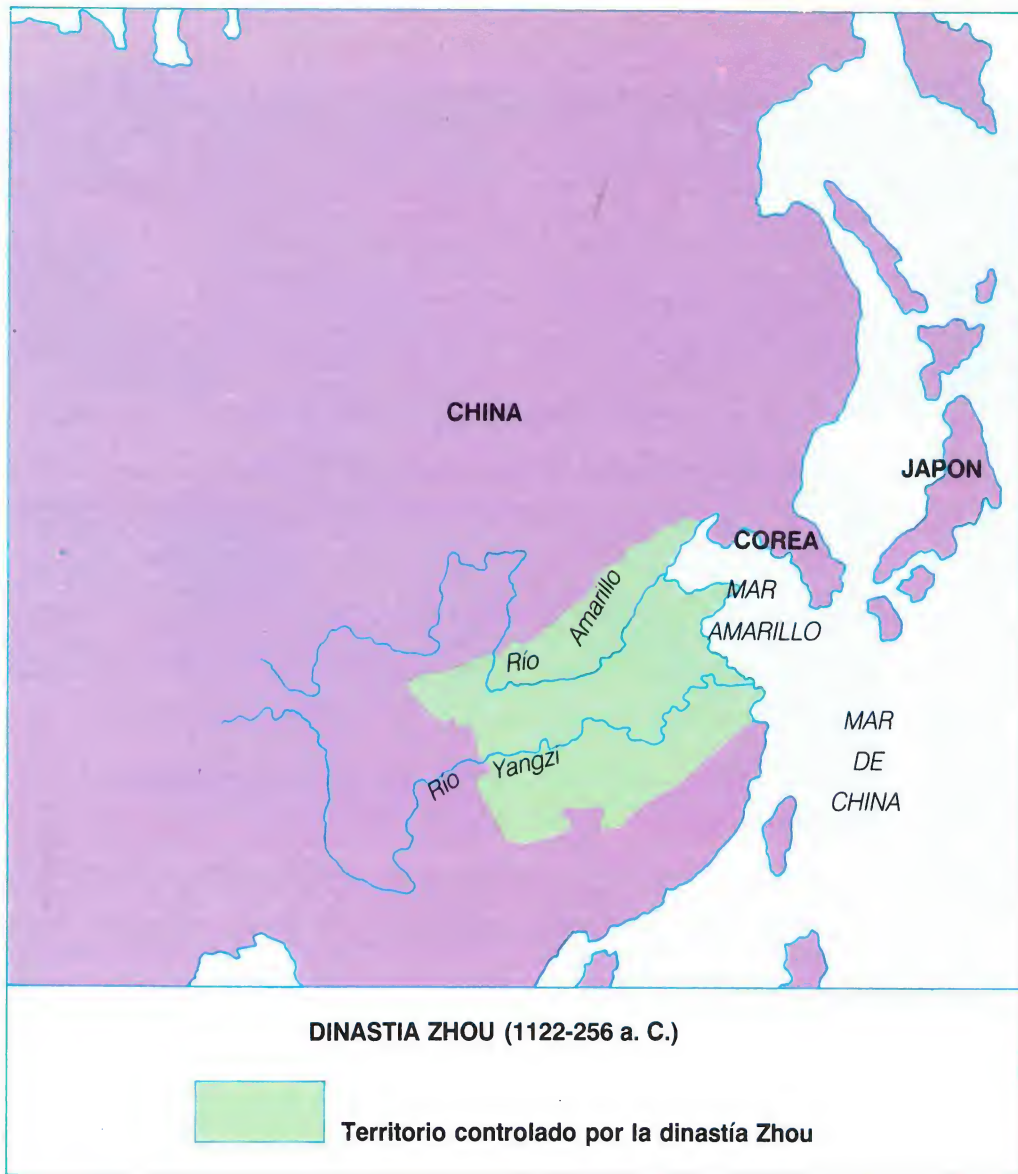 CHINA
JAPON
COREA
MAR
AMARILLO
Río Amarillo
Río Yangzi
MAR
DE
CHINA
DINASTIA ZHOU (1122-256 a. C.)
Territorio controlado por la dinastía Zhou